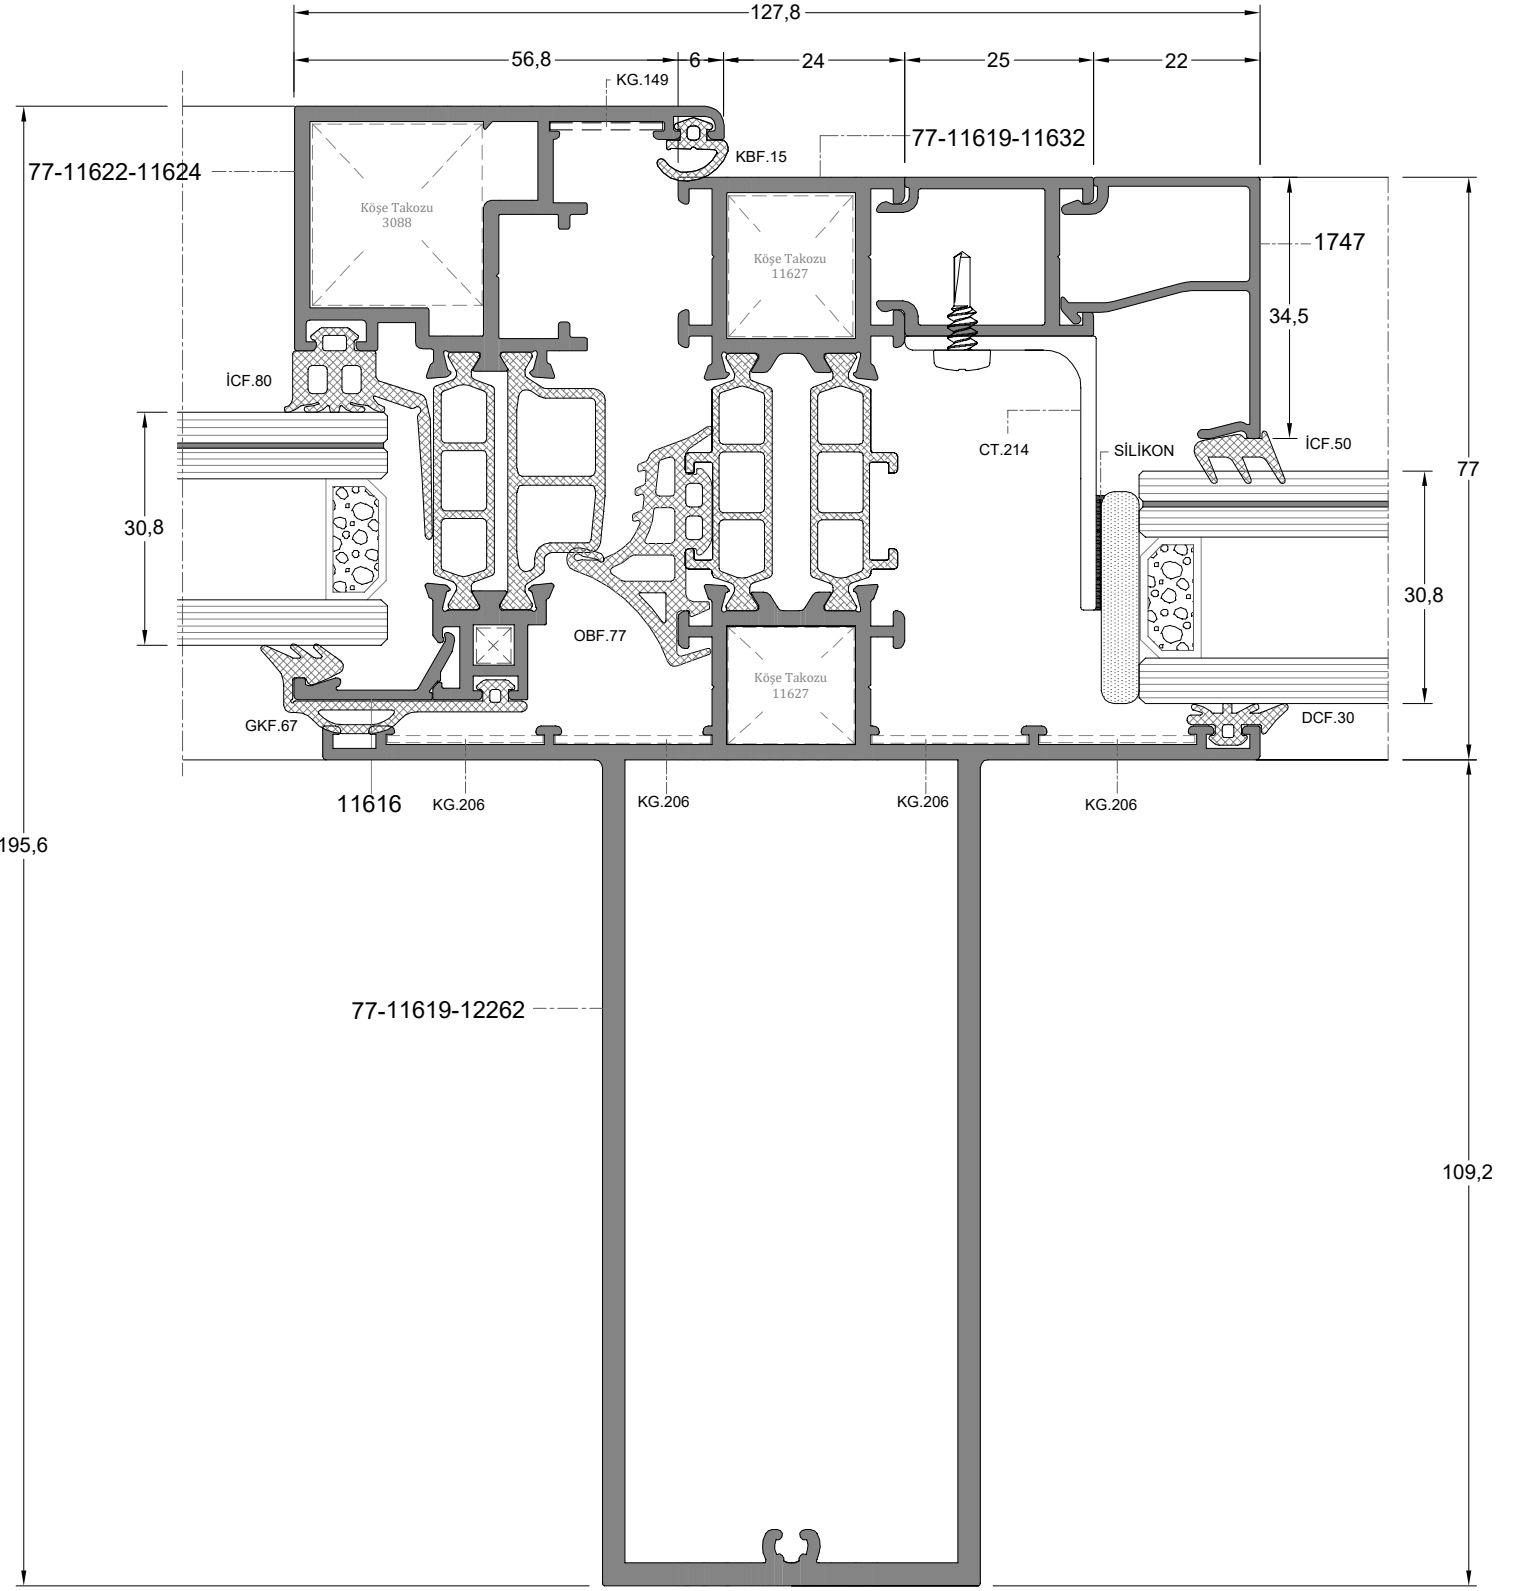 127,8
56,8
6
24
25
22
KG.149
77-11622-11624
KBF.15
77-11619-11632
Köşe Takozu
3088
Köşe Takozu
11627
1747
34,5
İCF.80
CT.214
SİLİKON
İCF.50
77
30,8
30,8
OBF.77
Köşe Takozu
11627
GKF.67
DCF.30
11616
KG.206
KG.206
KG.206
KG.206
195,6
77-11619-12262
109,2